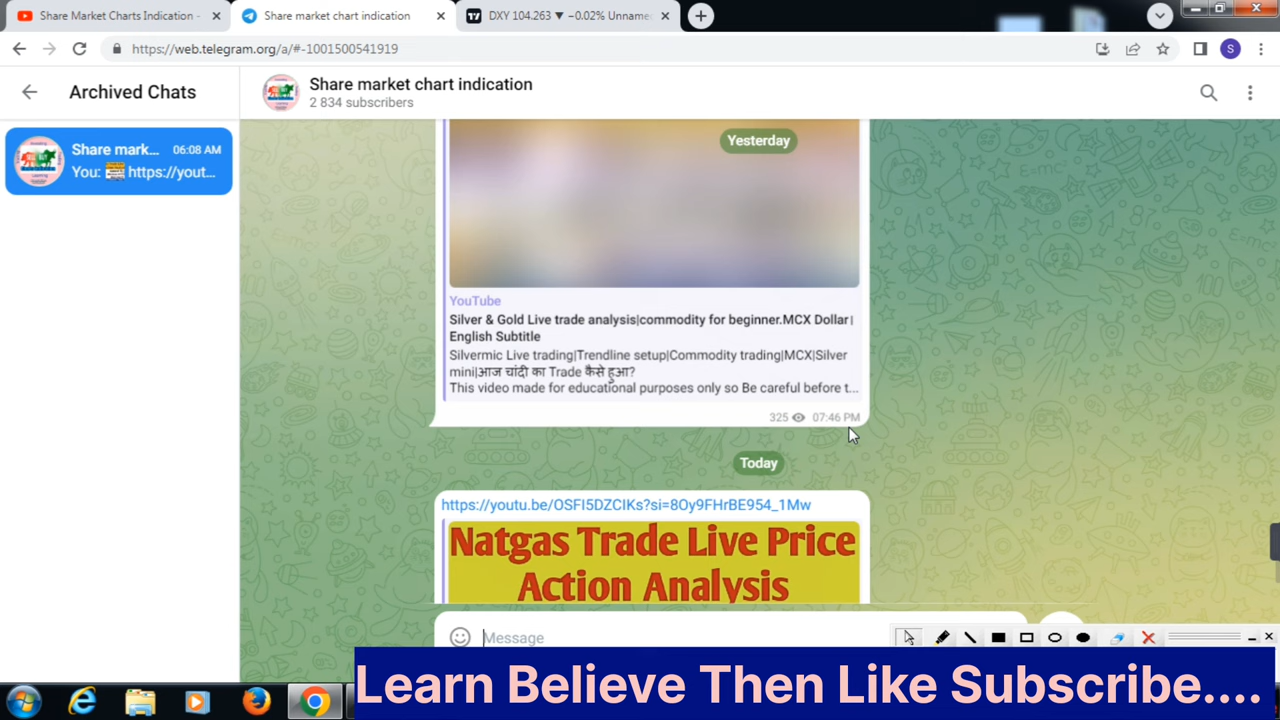 Share Market Charts Indication -
Share market chart indication
DXY 104.263 ▼ −0.02% Unname
https://web.telegram.org/a/#-1001500541919
S
Archived Chats
Share market chart indication
2 834 subscribers
Share mark... 06:08 AM
You: https://yout...
Yesterday
YouTube
Silver & Gold Live trade analysis|commodity for beginner.MCX Dollar|
English Subtitle
Silvermic Live trading|Trendline setup|Commodity trading|MCX|Silver
mini|आज चांदी का Trade कैसे हुआ?
This video made for educational purposes only so Be careful before t...
325 07:46 PM
Today
https://youtu.be/OSFI5DZCIKs?si=8Oy9FHrBE954_1Mw
Natgas Trade Live Price
Action Analysis
Message
Learn Believe Then Like Subscribe....